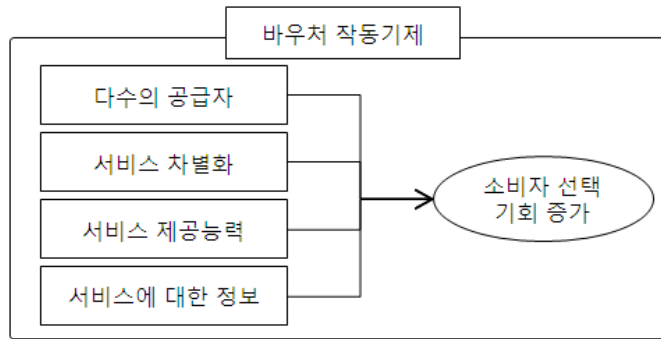 바우처 작동기제
다수의 공급자
서비스 차별화
서비스 제공능력
서비스에 대한 정보
소비자 선택
기회 증가